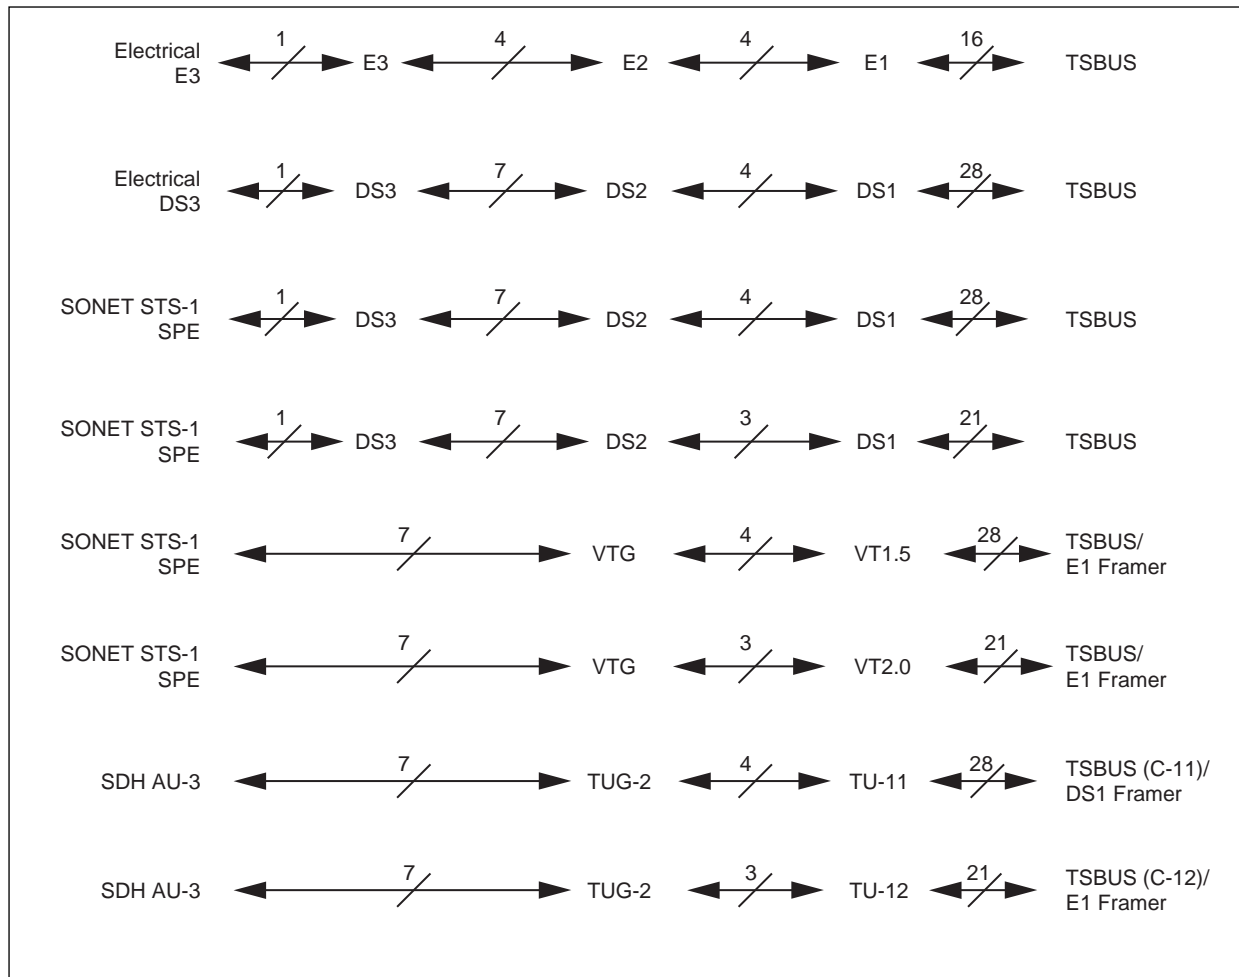 Electrical E3 1 E3 4 E2 4 E1 16 TSBUS
Electrical DS3 1 DS3 7 DS2 4 DS1 28 TSBUS
SONET STS-1 SPE 1 DS3 7 DS2 4 DS1 28 TSBUS
SONET STS-1 SPE 1 DS3 7 DS2 3 DS1 21 TSBUS
SONET STS-1 SPE 7 VTG 4 VT1.5 28 TSBUS/ E1 Framer
SONET STS-1 SPE 7 VTG 3 VT2.0 21 TSBUS/ E1 Framer
SDH AU-3 7 TUG-2 4 TU-11 28 TSBUS (C-11)/ DS1 Framer
SDH AU-3 7 TUG-2 3 TU-12 21 TSBUS (C-12)/ E1 Framer